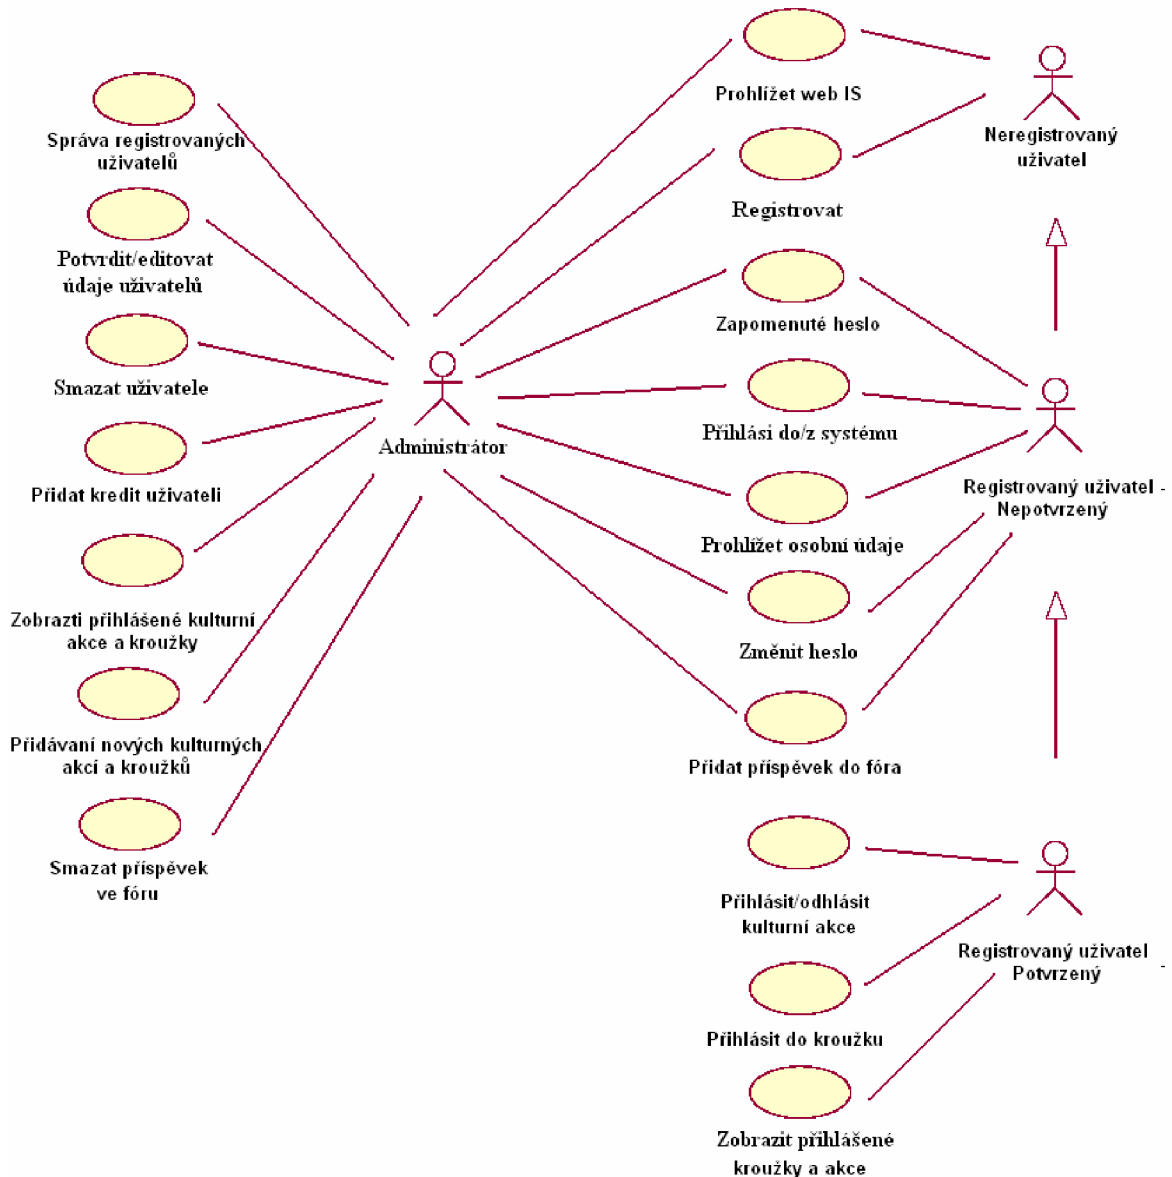 Správa registrovaných
uživatelů
Potvrdit/editovat
údaje uživatelů
Smazat uživatele
Přidat kredit uživateli
Zobrazti přihlášené kulturní
akce a kroužky
Přidávaní nových kulturných
akcí a kroužků
Smazat příspěvek
ve fóru
Administrátor
Prohlížet web IS
Registrovat
Zapomenuté heslo
Přihlási do/z systému
Prohlížet osobní údaje
Změnit heslo
Přidat příspěvek do fóra
Přihlásit/odhlásit
kulturní akce
Přihlásit do kroužku
Zobrazit přihlášené
kroužky a akce
Neregistrovaný
uživatel
Registrovaný uživatel -
Nepotvrzený
Registrovaný uživatel -
Potvrzený